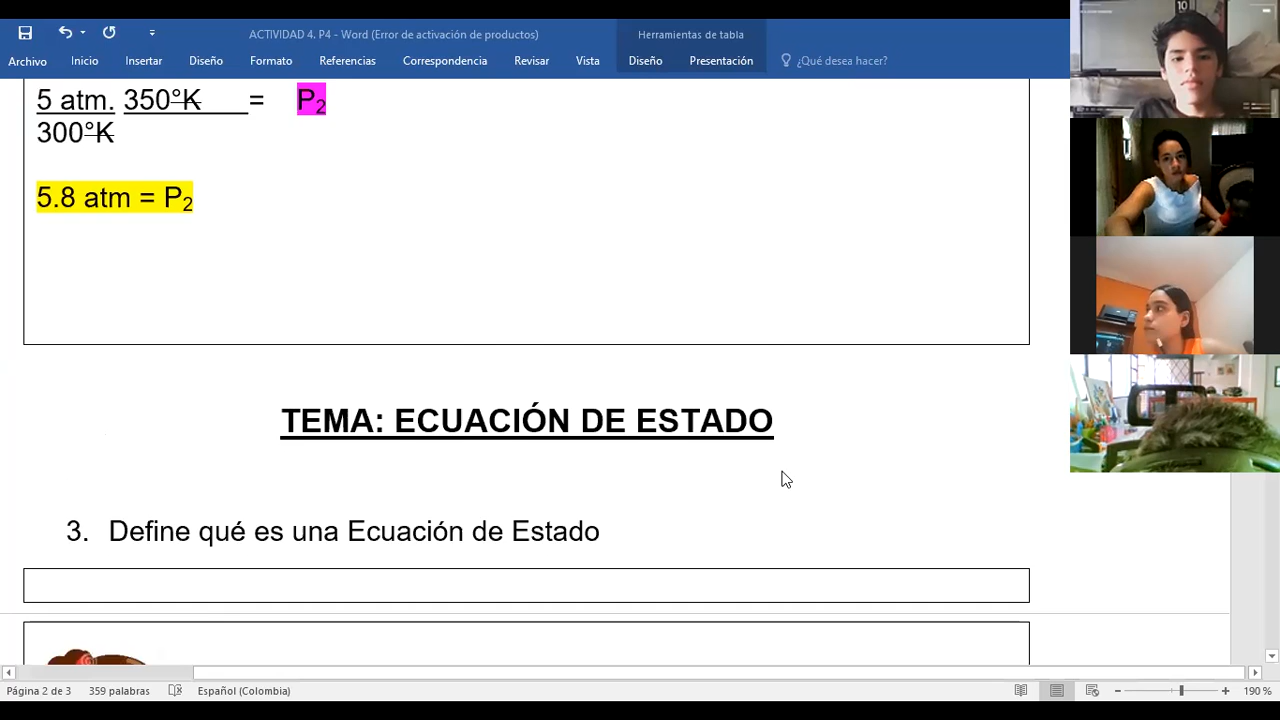 ACTIVIDAD 4. P4 - Word (Error de activación de productos)
Herramientas de tabla
Archivo Inicio Insertar Diseño Formato Referencias Correspondencia Revisar Vista Diseño Presentación ¿Qué desea hacer?
5 atm. 350°K = P2
300°K
5.8 atm = P2
TEMA: ECUACIÓN DE ESTADO
3. Define qué es una Ecuación de Estado
Página 2 de 3 359 palabras Español (Colombia) 190 %
10